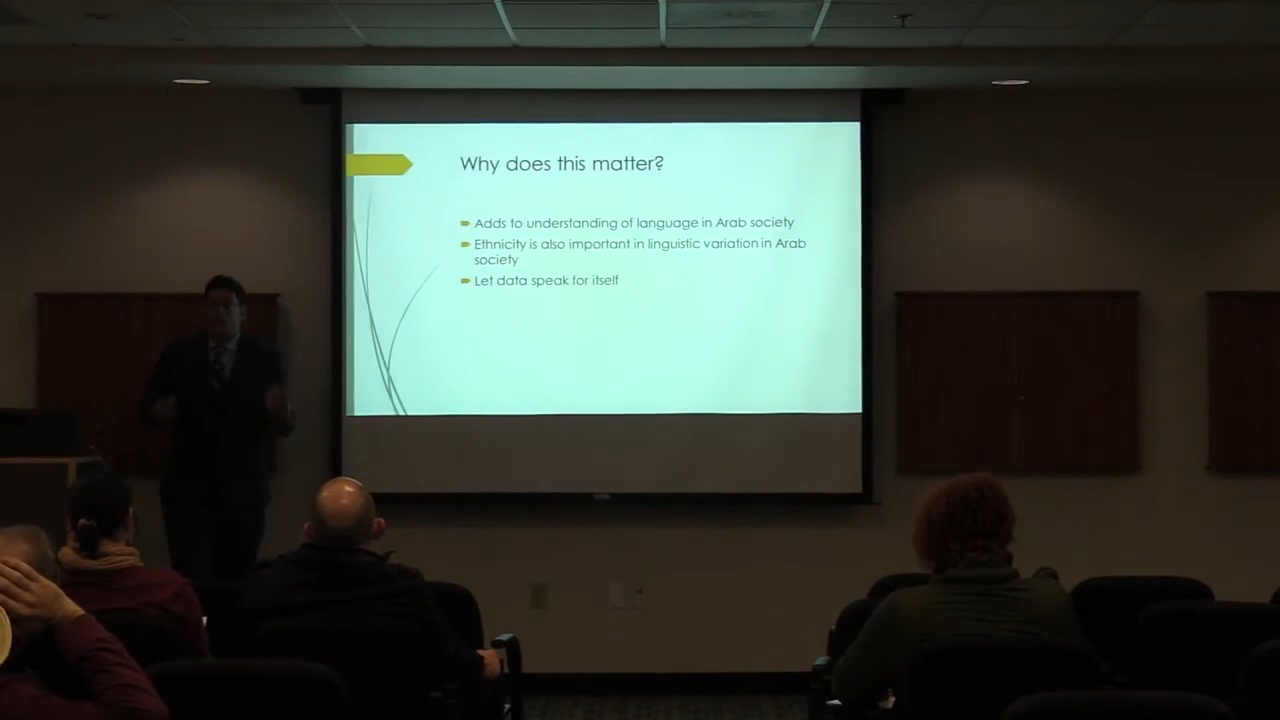 Why does this matter?
Adds to understanding of language in Arab society
Ethnicity is also important in linguistic variation in Arab
society
Let data speak for itself